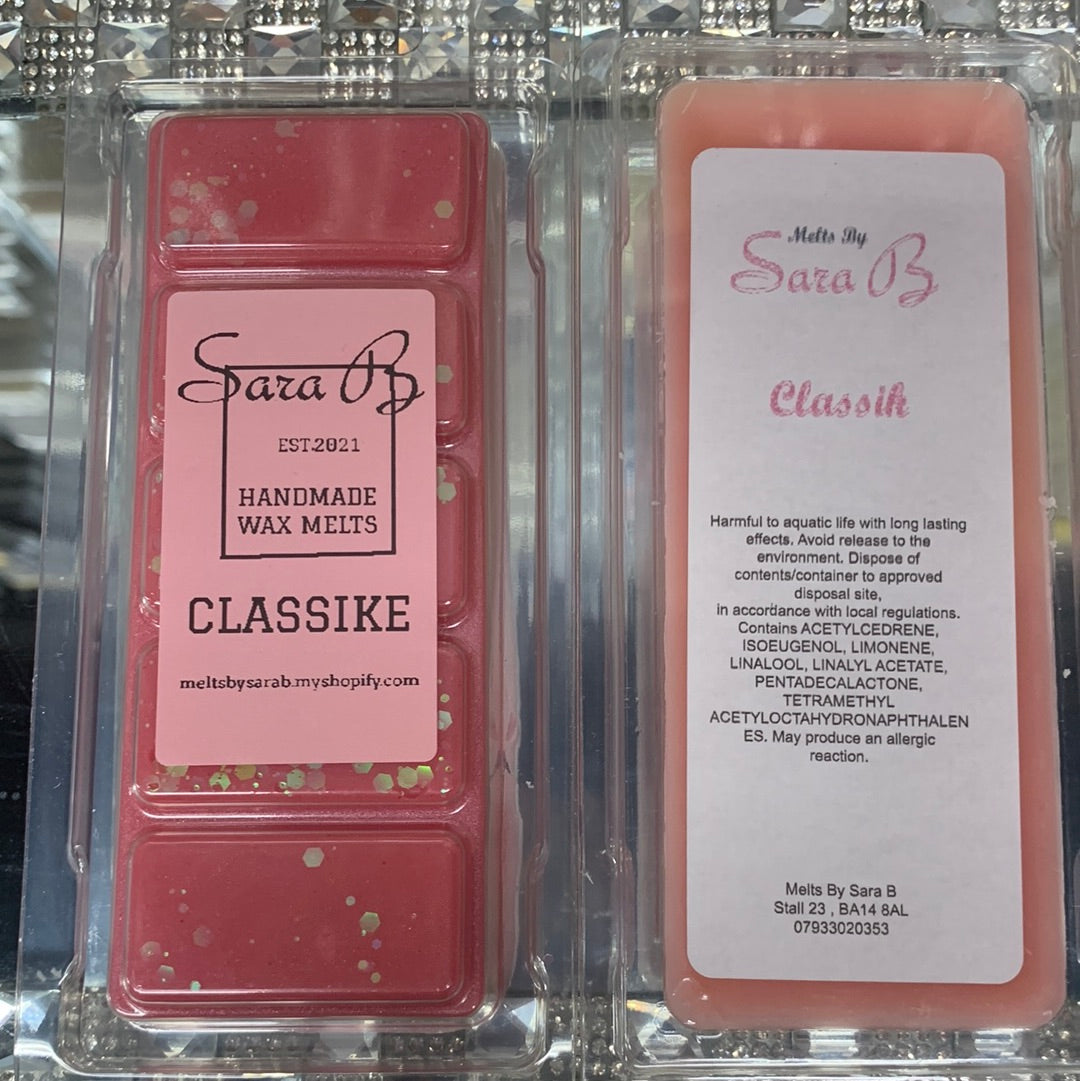 Sara B
EST.2021
HANDMADE
WAX MELTS
CLASSIKE
meltsbysarab.myshopify.com
Melts By
Sara B
Classik
Harmful to aquatic life with long lasting
effects. Avoid release to the
environment. Dispose of
contents/container to approved
disposal site,
in accordance with local regulations.
Contains ACETYLCEDRENE,
ISOEUGENOL, LIMONENE,
LINALOOL, LINALYL ACETATE,
PENTADECALACTONE,
TETRAMETHYL
ACETYLOCTAHYDRONAPHTHALEN
ES. May produce an allergic
reaction.
Melts By Sara B
Stall 23 , BA14 8AL
07933020353